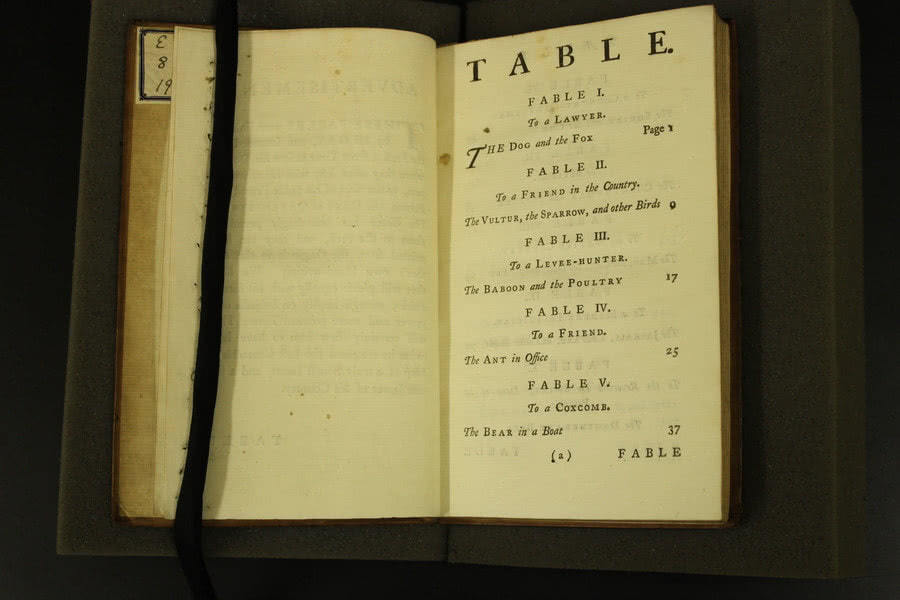 E
8
19
TABLE.
FABLE I.
To a LAWYER.
THE DOG and the FOX Page 1
FABLE II.
To a FRIEND in the Country.
The VULTUR, the SPARROW, and other Birds 9
FABLE III.
To a LEVEE-HUNTER.
The BABOON and the POULTRY 17
FABLE IV.
To a FRIEND.
The ANT in Office 25
FABLE V.
To a COXCOMB.
The BEAR in a Boat 37
(a) FABLE